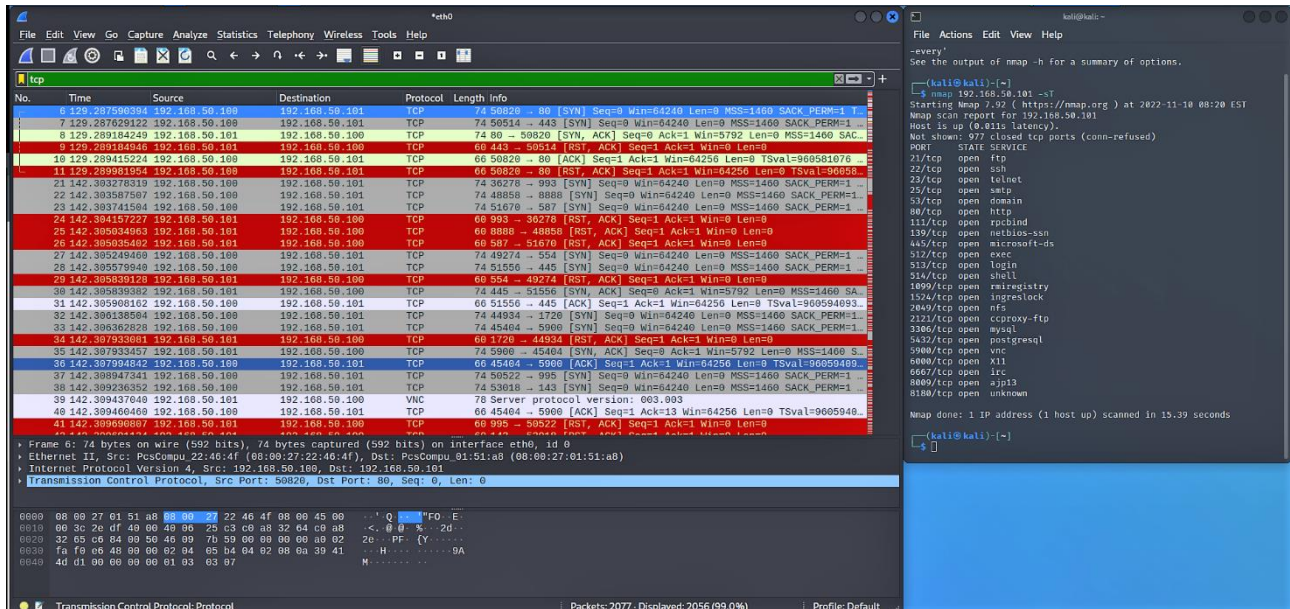 *eth0
File Edit View Go Capture Analyze Statistics Telephony Wireless Tools Help
tcp
No. Time Source Destination Protocol Length Info
6 129.287590394 192.168.50.100 192.168.50.101 TCP 74 50820 → 80 [SYN] Seq=0 Win=64240 Len=0 MSS=1460 SACK_PERM=1 T…
7 129.287629122 192.168.50.100 192.168.50.101 TCP 74 50514 → 443 [SYN] Seq=0 Win=64240 Len=0 MSS=1460 SACK_PERM=1 …
8 129.289184249 192.168.50.101 192.168.50.100 TCP 74 80 → 50820 [SYN, ACK] Seq=0 Ack=1 Win=5792 Len=0 MSS=1460 SAC…
9 129.289184946 192.168.50.101 192.168.50.100 TCP 60 443 → 50514 [RST, ACK] Seq=1 Ack=1 Win=0 Len=0
10 129.289415224 192.168.50.100 192.168.50.101 TCP 66 50820 → 80 [ACK] Seq=1 Ack=1 Win=64256 Len=0 TSval=960581076 …
11 129.289981954 192.168.50.100 192.168.50.101 TCP 66 50820 → 80 [RST, ACK] Seq=1 Ack=1 Win=64256 Len=0 TSval=96058…
21 142.303278319 192.168.50.100 192.168.50.101 TCP 74 36278 → 993 [SYN] Seq=0 Win=64240 Len=0 MSS=1460 SACK_PERM=1 …
22 142.303587507 192.168.50.100 192.168.50.101 TCP 74 48858 → 8888 [SYN] Seq=0 Win=64240 Len=0 MSS=1460 SACK_PERM=1…
23 142.303741504 192.168.50.100 192.168.50.101 TCP 74 51670 → 587 [SYN] Seq=0 Win=64240 Len=0 MSS=1460 SACK_PERM=1 …
24 142.304157227 192.168.50.101 192.168.50.100 TCP 60 993 → 36278 [RST, ACK] Seq=1 Ack=1 Win=0 Len=0
25 142.305034963 192.168.50.101 192.168.50.100 TCP 60 8888 → 48858 [RST, ACK] Seq=1 Ack=1 Win=0 Len=0
26 142.305035402 192.168.50.101 192.168.50.100 TCP 60 587 → 51670 [RST, ACK] Seq=1 Ack=1 Win=0 Len=0
27 142.305249460 192.168.50.100 192.168.50.101 TCP 74 49274 → 554 [SYN] Seq=0 Win=64240 Len=0 MSS=1460 SACK_PERM=1 …
28 142.305579940 192.168.50.100 192.168.50.101 TCP 74 51556 → 445 [SYN] Seq=0 Win=64240 Len=0 MSS=1460 SACK_PERM=1 …
29 142.305839128 192.168.50.101 192.168.50.100 TCP 60 554 → 49274 [RST, ACK] Seq=1 Ack=1 Win=0 Len=0
30 142.305839382 192.168.50.101 192.168.50.100 TCP 74 445 → 51556 [SYN, ACK] Seq=0 Ack=1 Win=5792 Len=0 MSS=1460 SA…
31 142.305908162 192.168.50.100 192.168.50.101 TCP 66 51556 → 445 [ACK] Seq=1 Ack=1 Win=64256 Len=0 TSval=960594093…
32 142.306138504 192.168.50.100 192.168.50.101 TCP 74 44934 → 1720 [SYN] Seq=0 Win=64240 Len=0 MSS=1460 SACK_PERM=1…
33 142.306362828 192.168.50.100 192.168.50.101 TCP 74 45404 → 5900 [SYN] Seq=0 Win=64240 Len=0 MSS=1460 SACK_PERM=1…
34 142.307933081 192.168.50.101 192.168.50.100 TCP 60 1720 → 44934 [RST, ACK] Seq=1 Ack=1 Win=0 Len=0
35 142.307933457 192.168.50.101 192.168.50.100 TCP 74 5900 → 45404 [SYN, ACK] Seq=0 Ack=1 Win=5792 Len=0 MSS=1460 S…
36 142.307994842 192.168.50.100 192.168.50.101 TCP 66 45404 → 5900 [ACK] Seq=1 Ack=1 Win=64256 Len=0 TSval=96059409…
37 142.308947341 192.168.50.100 192.168.50.101 TCP 74 50522 → 995 [SYN] Seq=0 Win=64240 Len=0 MSS=1460 SACK_PERM=1 …
38 142.309236352 192.168.50.100 192.168.50.101 TCP 74 53018 → 143 [SYN] Seq=0 Win=64240 Len=0 MSS=1460 SACK_PERM=1 …
39 142.309437040 192.168.50.101 192.168.50.100 VNC 78 Server protocol version: 003.003
40 142.309460460 192.168.50.100 192.168.50.101 TCP 66 45404 → 5900 [ACK] Seq=1 Ack=13 Win=64256 Len=0 TSval=9605940…
41 142.309690807 192.168.50.101 192.168.50.100 TCP 60 995 → 50522 [RST, ACK] Seq=1 Ack=1 Win=0 Len=0
Frame 6: 74 bytes on wire (592 bits), 74 bytes captured (592 bits) on interface eth0, id 0
Ethernet II, Src: PcsCompu_22:46:4f (08:00:27:22:46:4f), Dst: PcsCompu_01:51:a8 (08:00:27:01:51:a8)
Internet Protocol Version 4, Src: 192.168.50.100, Dst: 192.168.50.101
Transmission Control Protocol, Src Port: 50820, Dst Port: 80, Seq: 0, Len: 0
0000 08 00 27 01 51 a8 08 00 27 22 46 4f 08 00 45 00 ··'·Q···'"FO··E·
0010 00 3c 2e df 40 00 40 06 25 c3 c0 a8 32 64 c0 a8 ·<.·@·@·%···2d··
0020 32 65 c6 84 00 50 46 09 7b 59 00 00 00 00 a0 02 2e···PF·{Y······
0030 fa f0 e6 48 00 00 02 04 05 b4 04 02 08 0a 39 41 ···H··········9A
0040 4d d1 00 00 00 00 01 03 03 07 M·········
Transmission Control Protocol: Protocol Packets: 2077 · Displayed: 2056 (99.0%) Profile: Default
kali@kali: ~
File Actions Edit View Help
-every'
See the output of nmap -h for a summary of options.
(kali㉿kali)-[~]
$ nmap 192.168.50.101 -sT
Starting Nmap 7.92 ( https://nmap.org ) at 2022-11-10 08:20 EST
Nmap scan report for 192.168.50.101
Host is up (0.011s latency).
Not shown: 977 closed tcp ports (conn-refused)
PORT STATE SERVICE
21/tcp open ftp
22/tcp open ssh
23/tcp open telnet
25/tcp open smtp
53/tcp open domain
80/tcp open http
111/tcp open rpcbind
139/tcp open netbios-ssn
445/tcp open microsoft-ds
512/tcp open exec
513/tcp open login
514/tcp open shell
1099/tcp open rmiregistry
1524/tcp open ingreslock
2049/tcp open nfs
2121/tcp open ccproxy-ftp
3306/tcp open mysql
5432/tcp open postgresql
5900/tcp open vnc
6000/tcp open X11
6667/tcp open irc
8009/tcp open ajp13
8180/tcp open unknown
Nmap done: 1 IP address (1 host up) scanned in 15.39 seconds
(kali㉿kali)-[~]
$